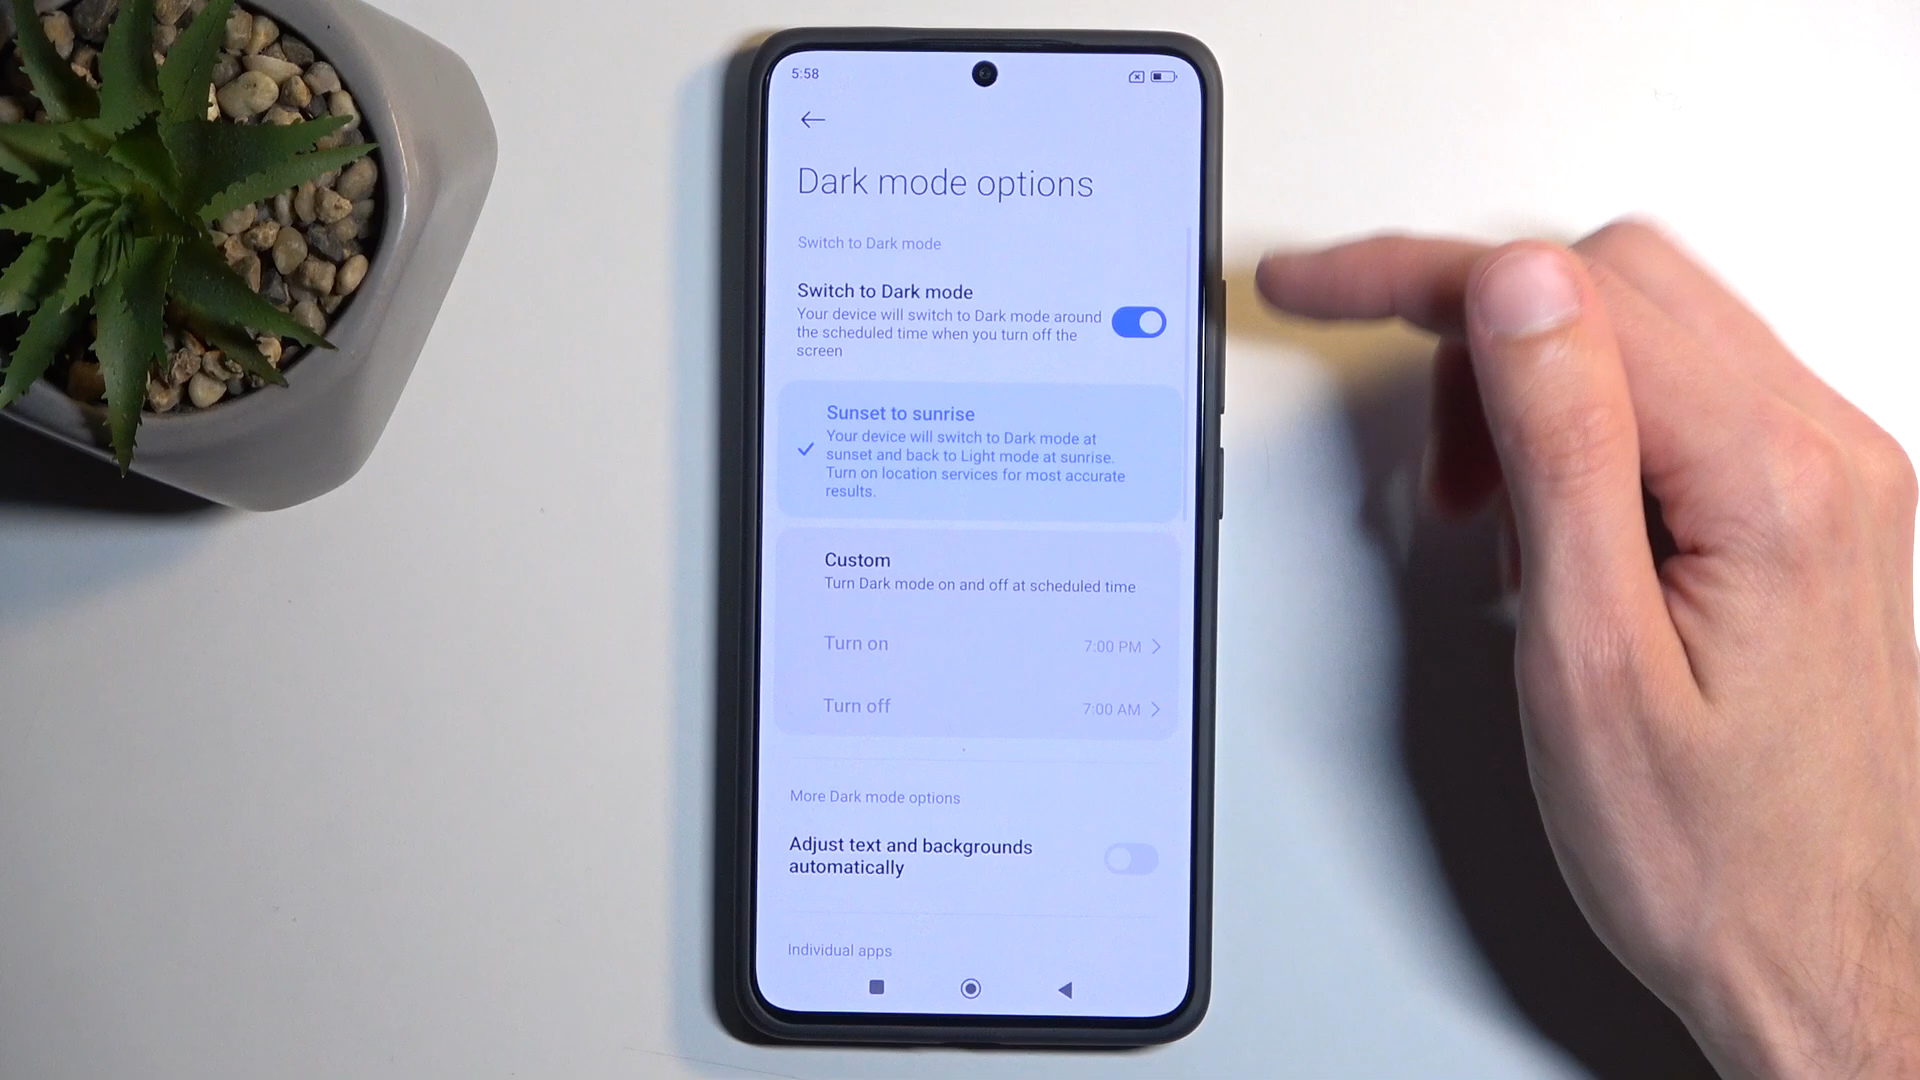 5:58
Dark mode options
Switch to Dark mode
Switch to Dark mode
Your device will switch to Dark mode around
the scheduled time when you turn off the
screen
Sunset to sunrise
Your device will switch to Dark mode at
sunset and back to Light mode at sunrise.
Turn on location services for most accurate
results.
Custom
Turn Dark mode on and off at scheduled time
Turn on 7:00 PM
Turn off 7:00 AM
More Dark mode options
Adjust text and backgrounds
automatically
Individual apps